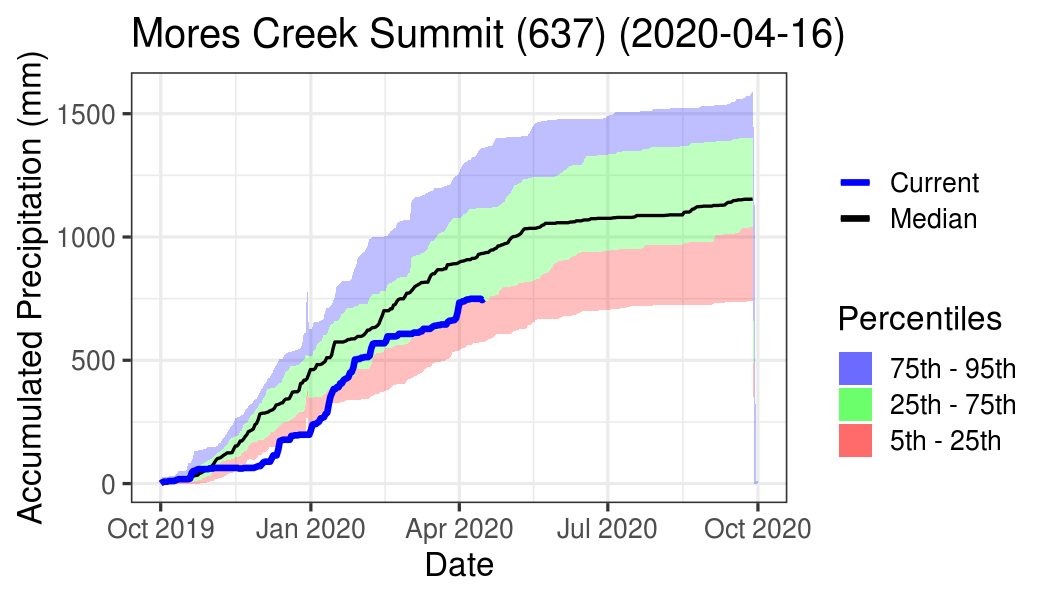 Mores Creek Summit (637) (2020-04-16)
Accumulated Precipitation (mm)
1500
1000
500
0
Oct 2019
Jan 2020
Apr 2020
Jul 2020
Oct 2020
Date
Current
Median
Percentiles
75th - 95th
25th - 75th
5th - 25th